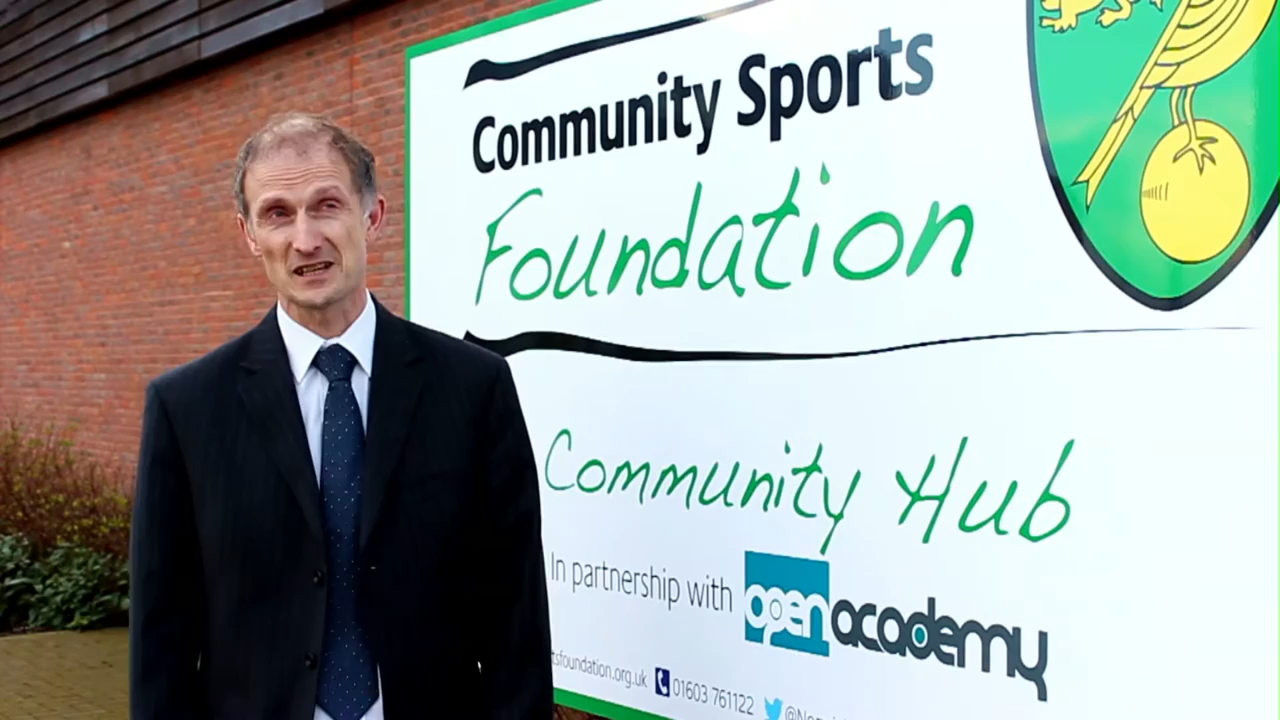 Community Sports
Foundation
Community Hub
In partnership with open academy
tsfoundation.org.uk 01603 761122